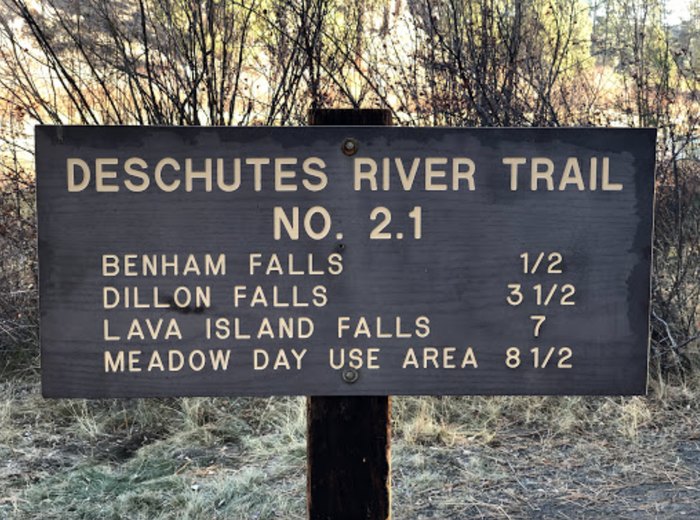 DESCHUTES RIVER TRAIL
NO. 2.1
BENHAM FALLS 1/2
DILLON FALLS 3 1/2
LAVA ISLAND FALLS 7
MEADOW DAY USE AREA 8 1/2